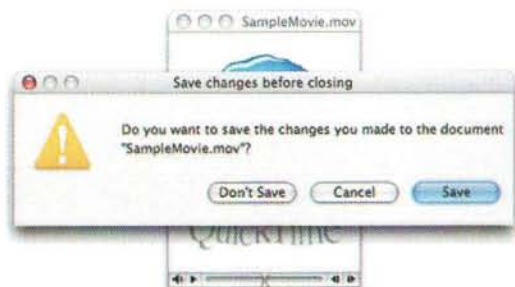 SampleMovie.mov
Save changes before closing
Do you want to save the changes you made to the document
"SampleMovie.mov"?
Don't Save Cancel Save
QuickTime